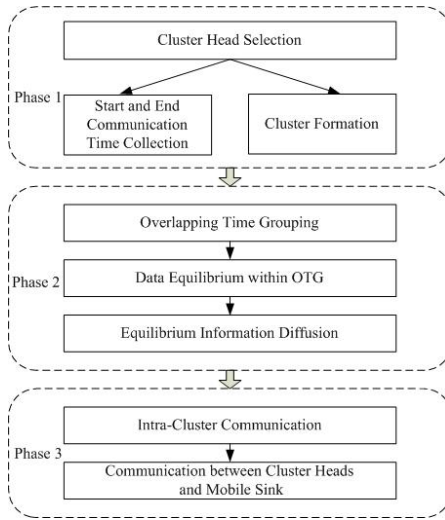 Cluster Head Selection
Phase 1
Start and End
Communication
Time Collection
Cluster Formation
Overlapping Time Grouping
Phase 2
Data Equilibrium within OTG
Equilibrium Information Diffusion
Intra-Cluster Communication
Phase 3
Communication between Cluster Heads
and Mobile Sink